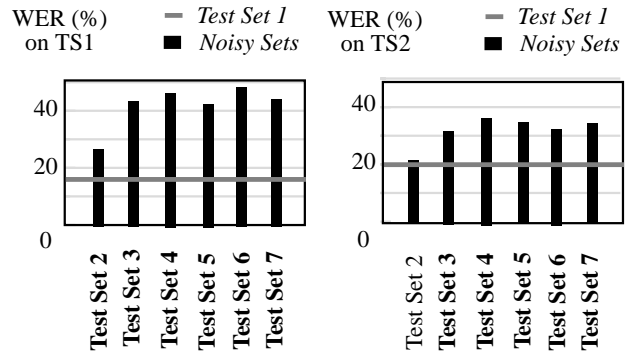 WER (%)
on TS1
Test Set 1
Noisy Sets
40
20
0
Test Set 2
Test Set 3
Test Set 4
Test Set 5
Test Set 6
Test Set 7
WER (%)
on TS2
Test Set 1
Noisy Sets
40
20
0
Test Set 2
Test Set 3
Test Set 4
Test Set 5
Test Set 6
Test Set 7